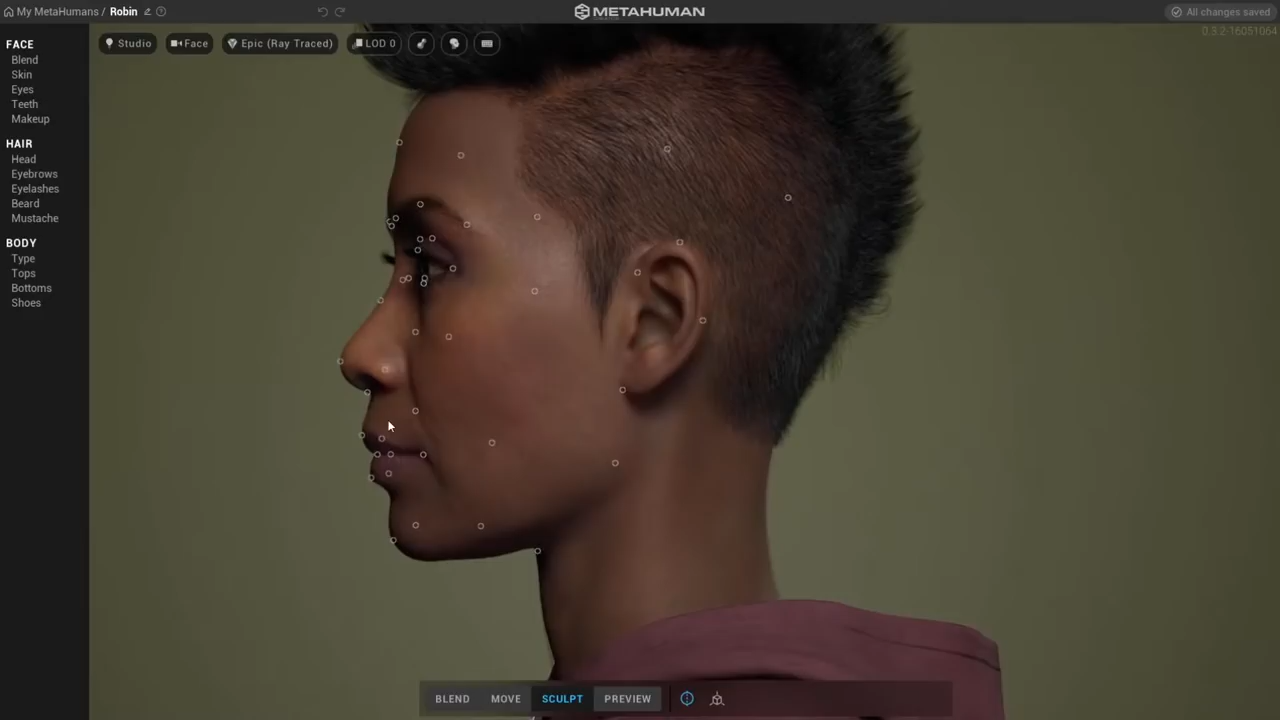 My MetaHumans / Robin
METAHUMAN
All changes saved
0.3.2-16051064
Studio
Face
Epic (Ray Traced)
LOD 0
FACE
Blend
Skin
Eyes
Teeth
Makeup
HAIR
Head
Eyebrows
Eyelashes
Beard
Mustache
BODY
Type
Tops
Bottoms
Shoes
BLEND
MOVE
SCULPT
PREVIEW